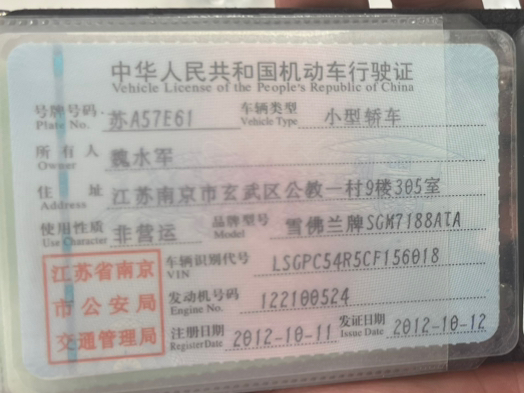 中华人民共和国机动车行驶证
Vehicle License of the People's Republic of China
号牌号码 苏A57E61 车辆类型 小型轿车
Plate No. Vehicle Type
所有人 魏水军
Owner
住址 江苏南京市玄武区公教一村9楼305室
Address
使用性质 非营运 品牌型号 雪佛兰牌SGM7188ATA
Use Character Model
江苏省南京市公安局交通管理局
车辆识别代号 LSGPC54R5CF156018
VIN
发动机号码 122100524
Engine No.
注册日期 2012-10-11 发证日期 2012-10-12
Register Date Issue Date